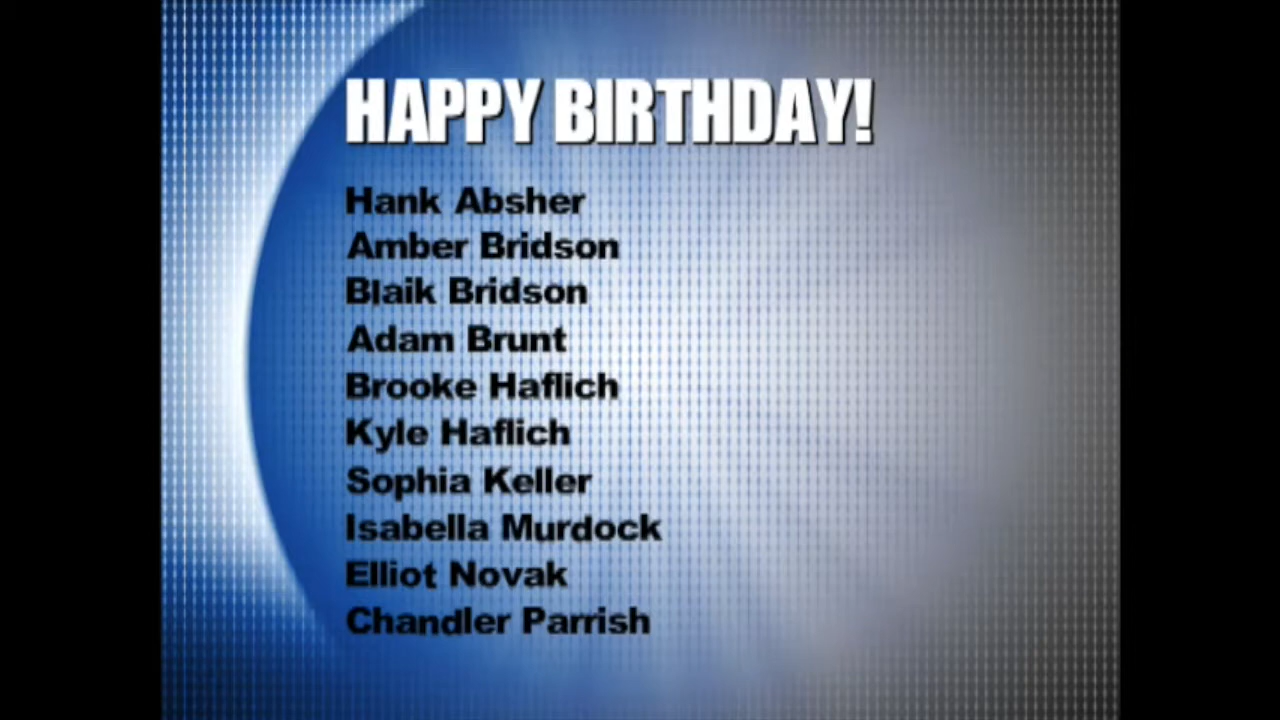 HAPPY BIRTHDAY!
Hank Absher
Amber Bridson
Blaik Bridson
Adam Brunt
Brooke Haflich
Kyle Haflich
Sophia Keller
Isabella Murdock
Elliot Novak
Chandler Parrish